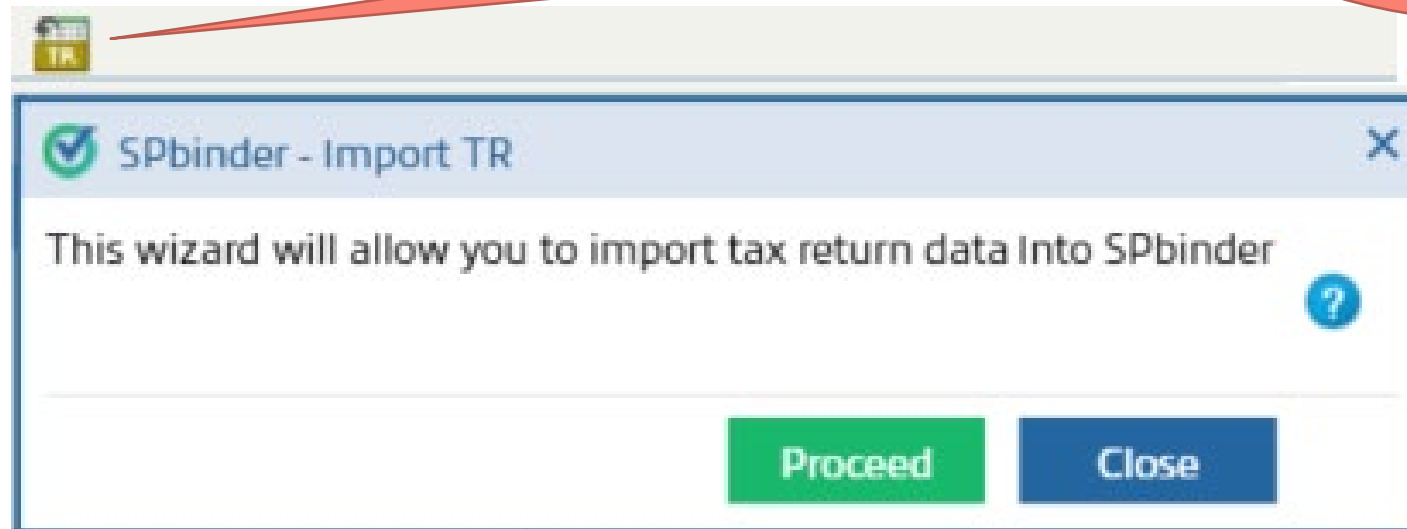 TR
SPbinder - Import TR
This wizard will allow you to import tax return data Into SPbinder
?
Proceed
Close